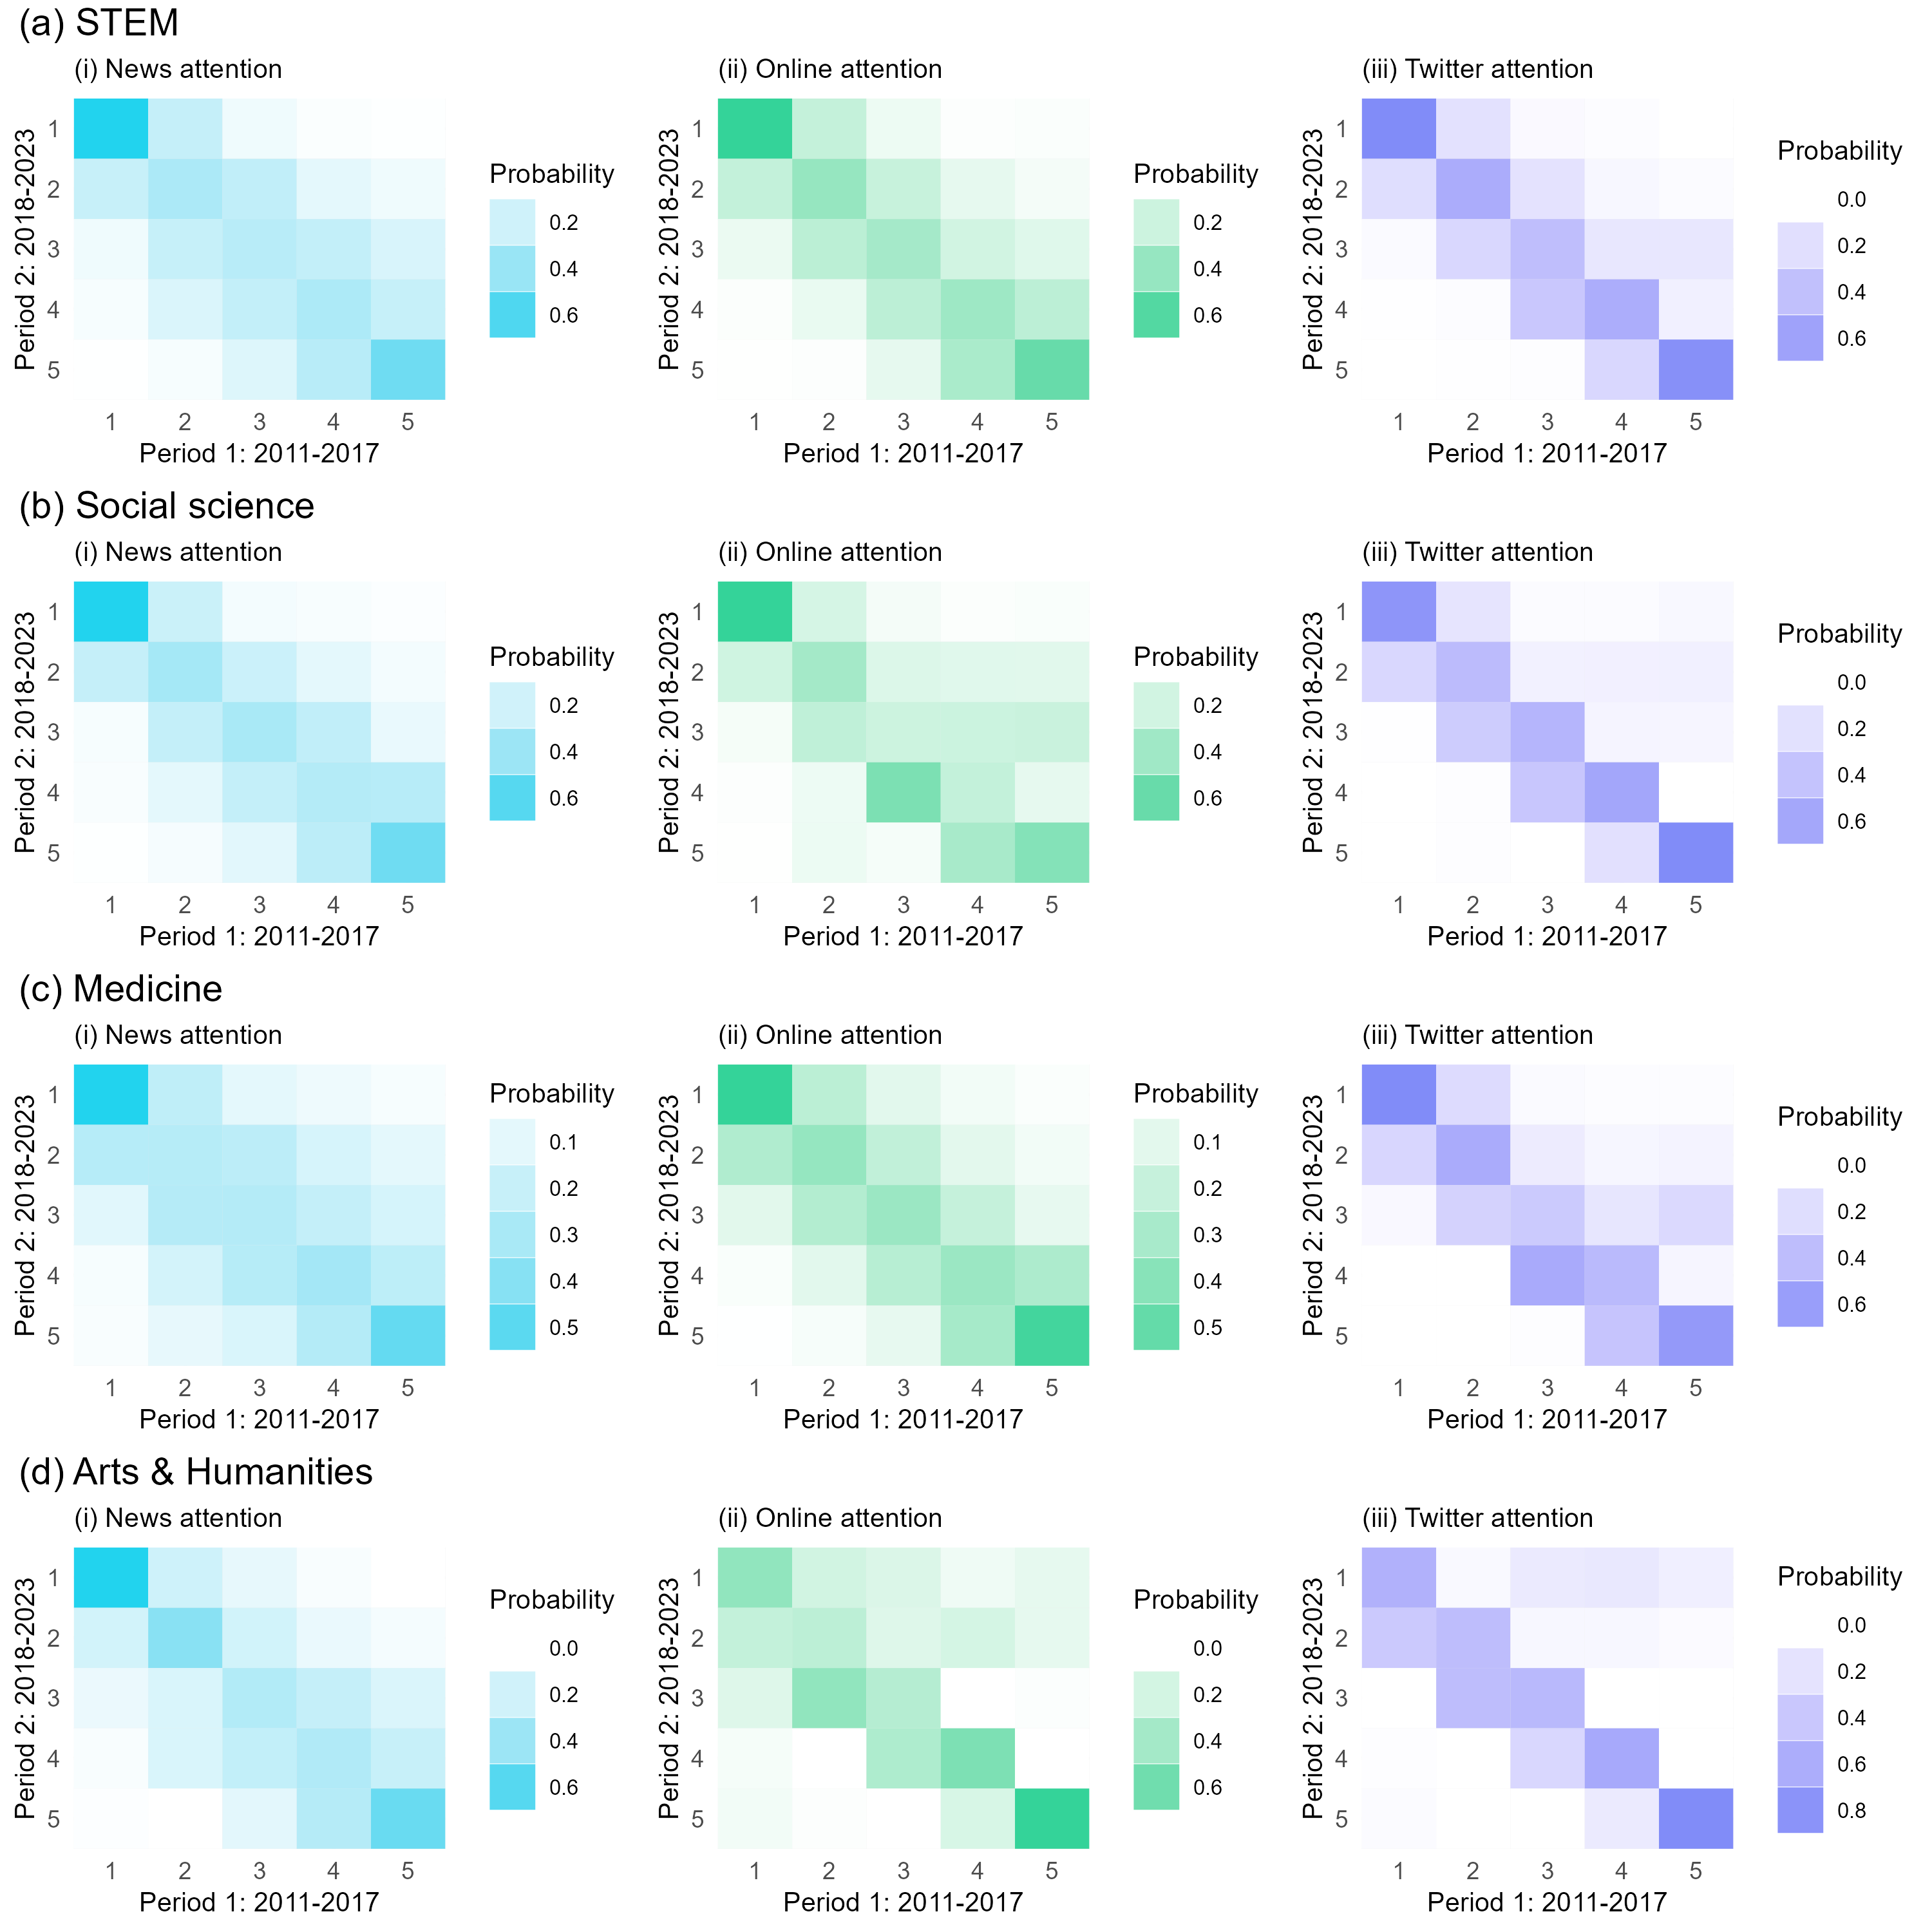 (a) STEM
(i) News attention
Period 2: 2018-2023
1
2
3
4
5
1 2 3 4 5
Period 1: 2011-2017
Probability
0.2
0.4
0.6
(ii) Online attention
Period 2: 2018-2023
1
2
3
4
5
1 2 3 4 5
Period 1: 2011-2017
Probability
0.2
0.4
0.6
(iii) Twitter attention
Period 2: 2018-2023
1
2
3
4
5
1 2 3 4 5
Period 1: 2011-2017
Probability
0.0
0.2
0.4
0.6
(b) Social science
(i) News attention
Period 2: 2018-2023
1
2
3
4
5
1 2 3 4 5
Period 1: 2011-2017
Probability
0.2
0.4
0.6
(ii) Online attention
Period 2: 2018-2023
1
2
3
4
5
1 2 3 4 5
Period 1: 2011-2017
Probability
0.2
0.4
0.6
(iii) Twitter attention
Period 2: 2018-2023
1
2
3
4
5
1 2 3 4 5
Period 1: 2011-2017
Probability
0.0
0.2
0.4
0.6
(c) Medicine
(i) News attention
Period 2: 2018-2023
1
2
3
4
5
1 2 3 4 5
Period 1: 2011-2017
Probability
0.1
0.2
0.3
0.4
0.5
(ii) Online attention
Period 2: 2018-2023
1
2
3
4
5
1 2 3 4 5
Period 1: 2011-2017
Probability
0.1
0.2
0.3
0.4
0.5
(iii) Twitter attention
Period 2: 2018-2023
1
2
3
4
5
1 2 3 4 5
Period 1: 2011-2017
Probability
0.0
0.2
0.4
0.6
(d) Arts & Humanities
(i) News attention
Period 2: 2018-2023
1
2
3
4
5
1 2 3 4 5
Period 1: 2011-2017
Probability
0.0
0.2
0.4
0.6
(ii) Online attention
Period 2: 2018-2023
1
2
3
4
5
1 2 3 4 5
Period 1: 2011-2017
Probability
0.0
0.2
0.4
0.6
(iii) Twitter attention
Period 2: 2018-2023
1
2
3
4
5
1 2 3 4 5
Period 1: 2011-2017
Probability
0.0
0.2
0.4
0.6
0.8